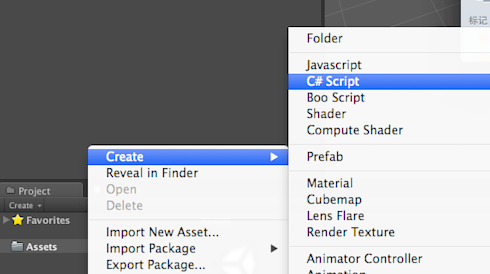 标记
Folder
Javascript
C# Script
Boo Script
Shader
Compute Shader
Prefab
Material
Cubemap
Lens Flare
Render Texture
Animator Controller
Animation
Create
Reveal in Finder
Open
Delete
Import New Asset...
Import Package
Export Package...
Project
Create
Favorites
Assets